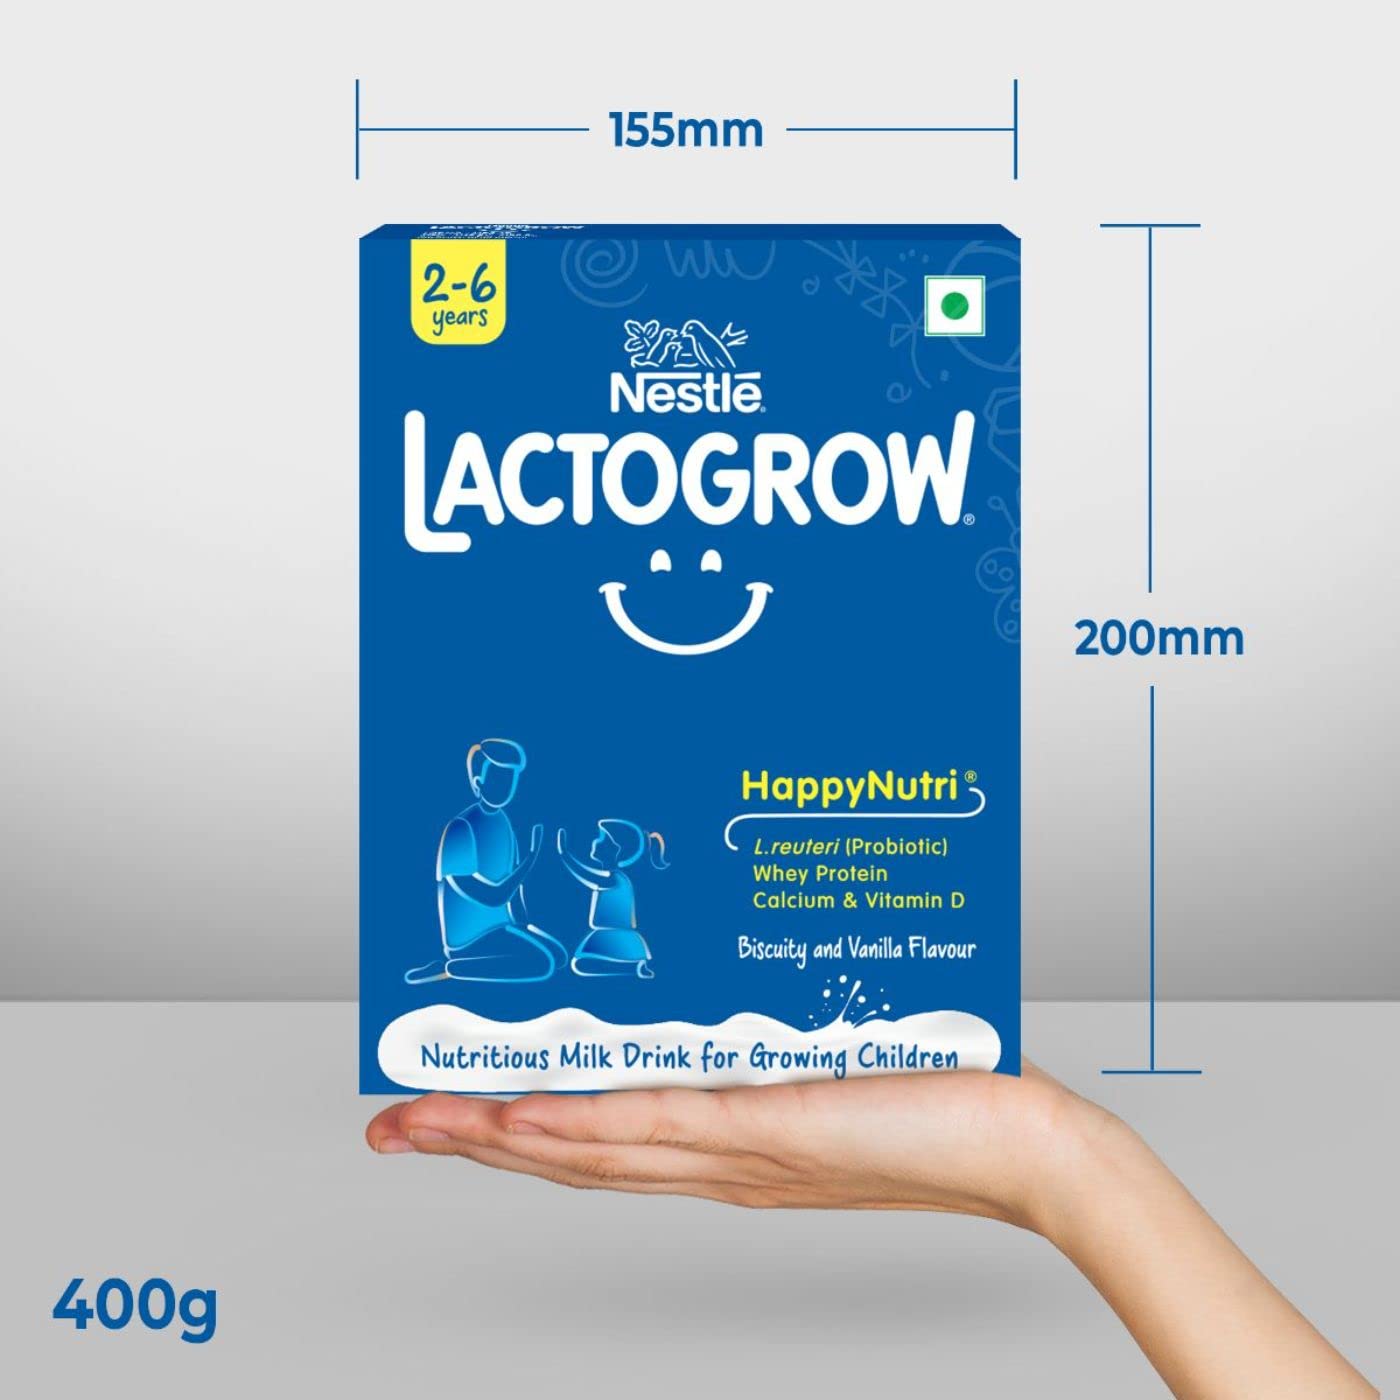 155mm
2-6
years
Nestlé
LACTOGROW®
200mm
HappyNutri®
L.reuteri (Probiotic)
Whey Protein
Calcium & Vitamin D
Biscuity and Vanilla Flavour
Nutritious Milk Drink for Growing Children
400g